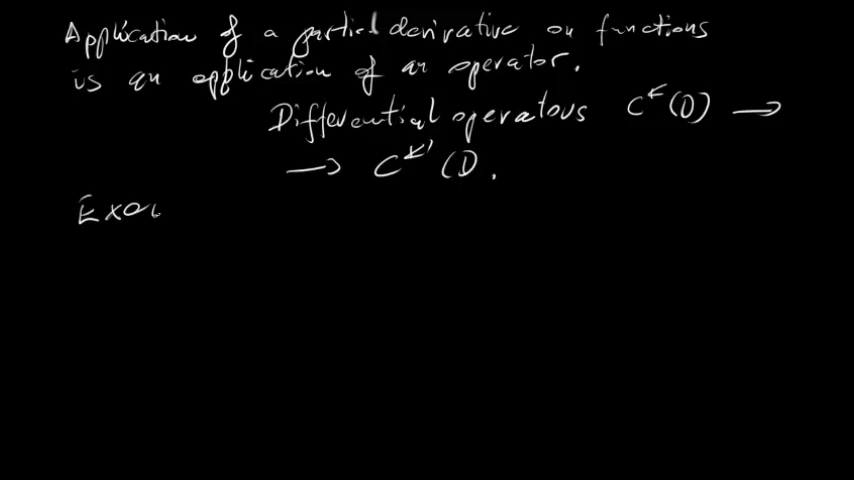 Application of a partial derivative on functions
is an application of an operator.
Differential operators C^k(D) →
→ C^k'(D.
Exa